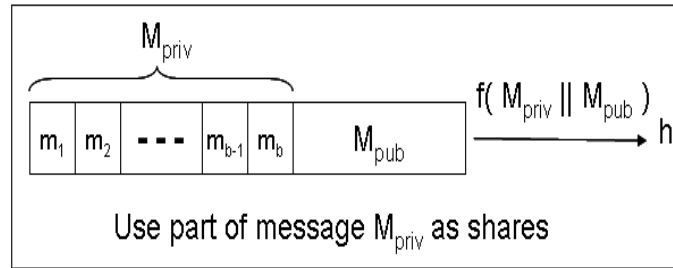 M_priv
f( M_priv || M_pub )
m_1 m_2 --- m_b-1 m_b M_pub h
Use part of message M_priv as shares